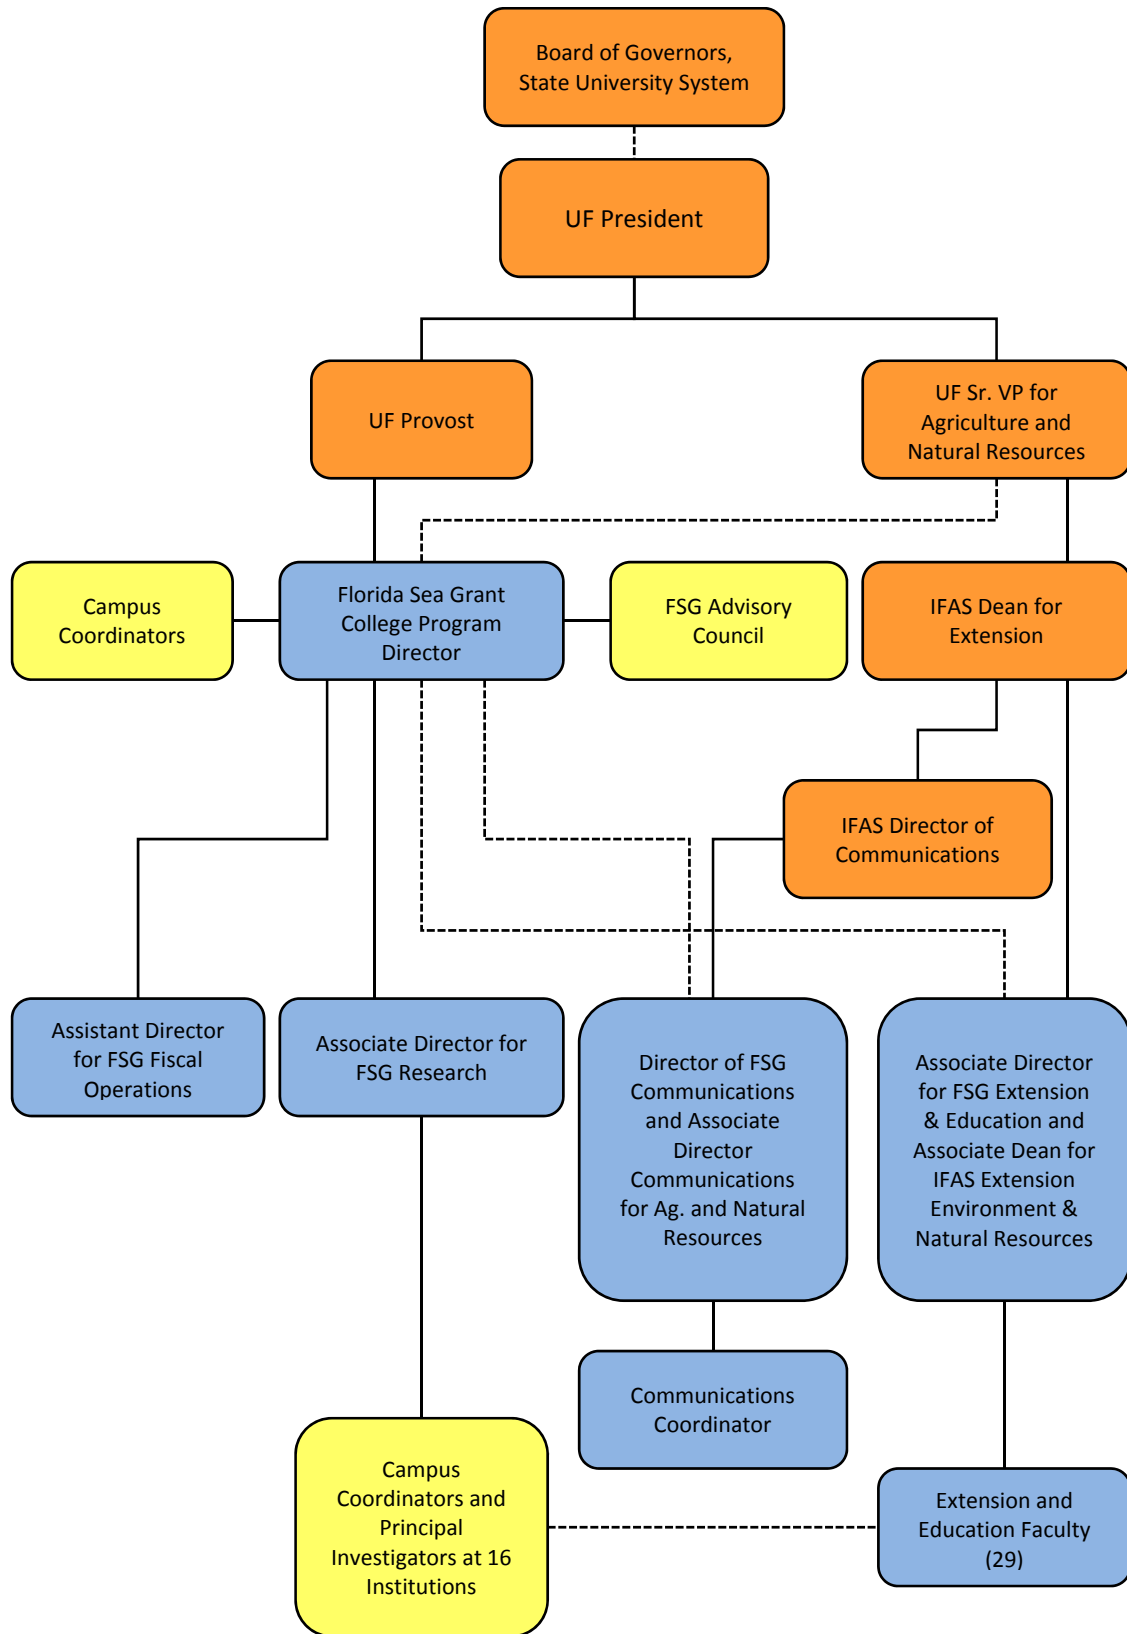 Board of Governors,
State University System
UF President
UF Provost
UF Sr. VP for
Agriculture and
Natural Resources
Campus
Coordinators
Florida Sea Grant
College Program
Director
FSG Advisory
Council
IFAS Dean for
Extension
IFAS Director of
Communications
Assistant Director
for FSG Fiscal
Operations
Associate Director for
FSG Research
Director of FSG
Communications
and Associate
Director
Communications
for Ag. and Natural
Resources
Associate Director
for FSG Extension
& Education and
Associate Dean for
IFAS Extension
Environment &
Natural Resources
Communications
Coordinator
Campus
Coordinators and
Principal
Investigators at 16
Institutions
Extension and
Education Faculty
(29)